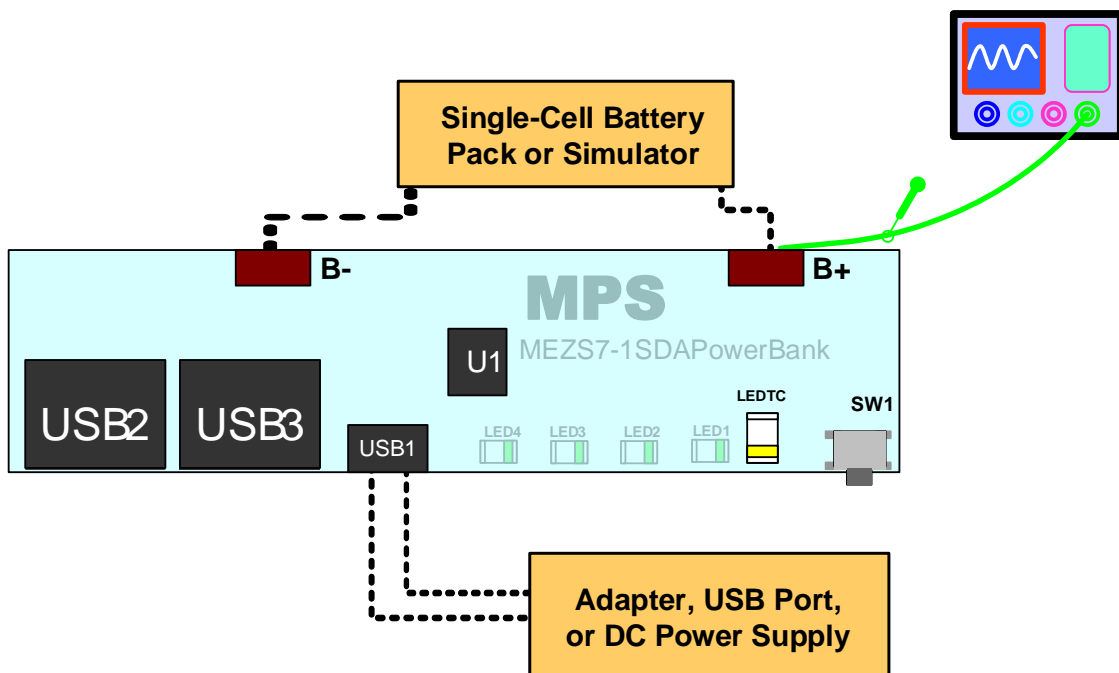 Single-Cell Battery
Pack or Simulator
B-
B+
MPS
MEZS7-1SDAPowerBank
U1
USB2
USB3
USB1
LED4
LED3
LED2
LED1
LEDTC
SW1
Adapter, USB Port,
or DC Power Supply